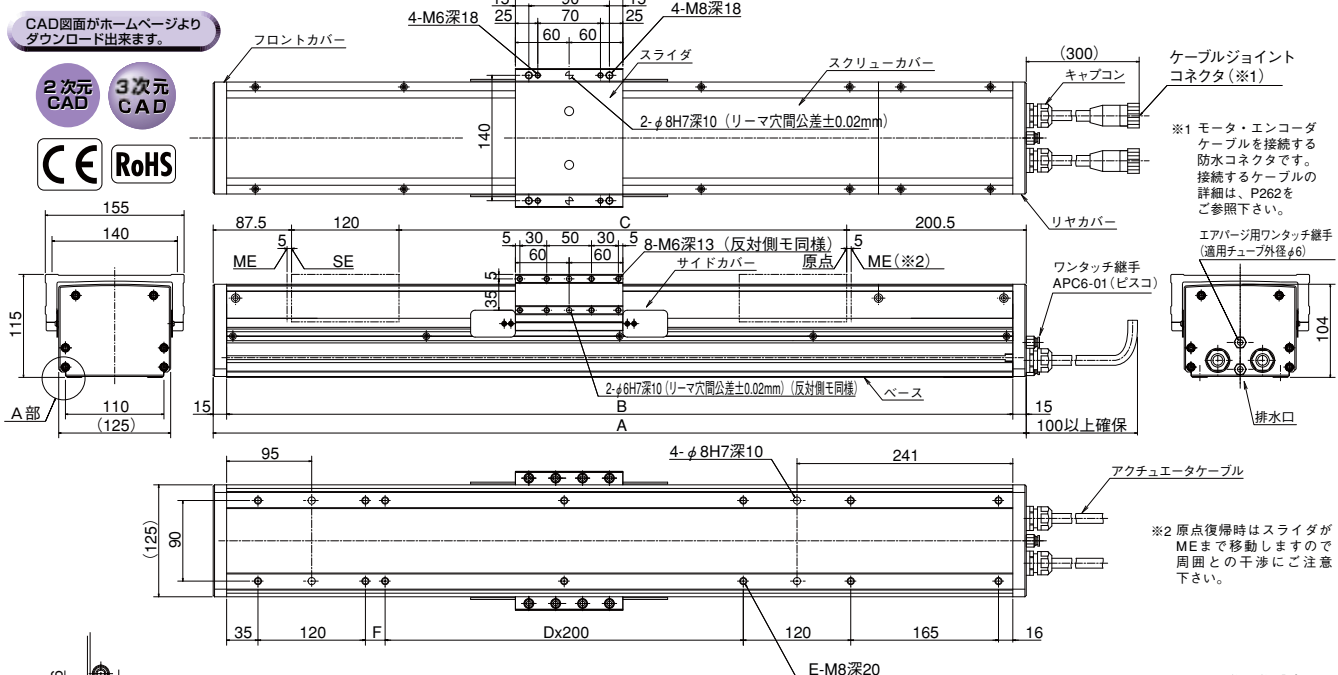 CAD図面がホームページより
ダウンロード出来ます。
2次元
CAD
3次元
CAD
CE
RoHS
フロントカバー
4-M6深18
4-M8深18
25
70
25
60
60
スライダ
スクリューカバー
(300)
キャプコン
ケーブルジョイント
コネクタ(※1)
140
2-φ8H7深10(リーマ穴間公差±0.02mm)
※1 モータ・エンコーダ
ケーブルを接続する
防水コネクタです。
接続するケーブルの
詳細は、P262を
ご参照下さい。
リヤカバー
155
140
115
A部
110
(125)
87.5
120
C
200.5
5
ME
SE
5
30
50
30
5
60
60
8-M6深13(反対側モ同様)
サイドカバー
5
35
原点
5
ME(※2)
ワンタッチ継手
APC6-01(ピスコ)
エアパージ用ワンタッチ継手
(適用チューブ外径φ6)
104
排水口
2-φ6H7深10(リーマ穴間公差±0.02mm)(反対側モ同様)
ベース
15
B
15
A
100以上確保
95
4-φ8H7深10
241
アクチュエータケーブル
(125)
90
※2 原点復帰時はスライダが
MEまで移動しますので
周囲との干渉にご注意
下さい。
35
120
F
Dx200
120
165
16
E-M8深20